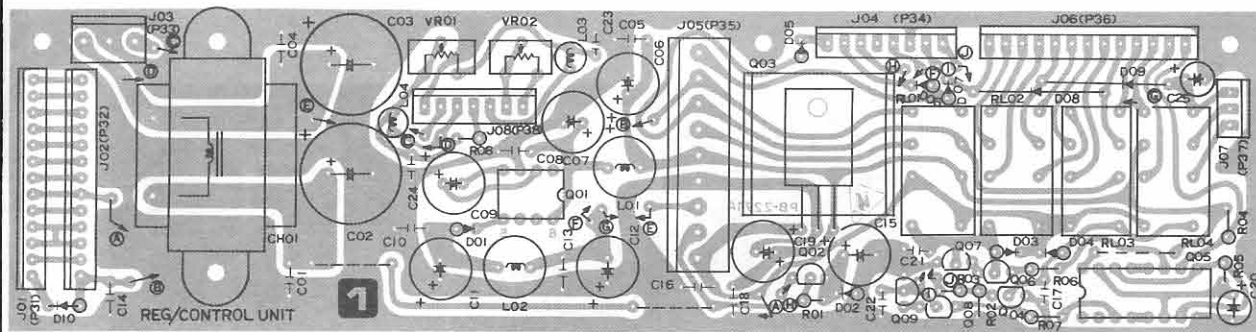 J03
(P33)
C04
C03
VR01
VR02
L03
C23
C05
C06
J05(P35)
D05
J04 (P34)
J06(P36)
Q03
H
F
J
I
RL01
D07
RL02
D08
D09
G
C25
J07
(P37)
J02(P32)
D
E
L04
C
D
J08(P38)
R08
C08
C07
B
C24
C09
Q01
L01
F
G
E
PB-2271A
A
CH01
C02
C10
D01
C13
C12
C19
Q02
C15
C21
Q07
D03
D04
RL03
RL04
R04
Q05
R05
J01
(P31)
D10
C14
B
C01
1
C11
L02
C16
C18
A
H
R01
D02
C22
Q09
J
R03
Q08
R02
Q06
Q04
R06
C17
R07
REG/CONTROL UNIT